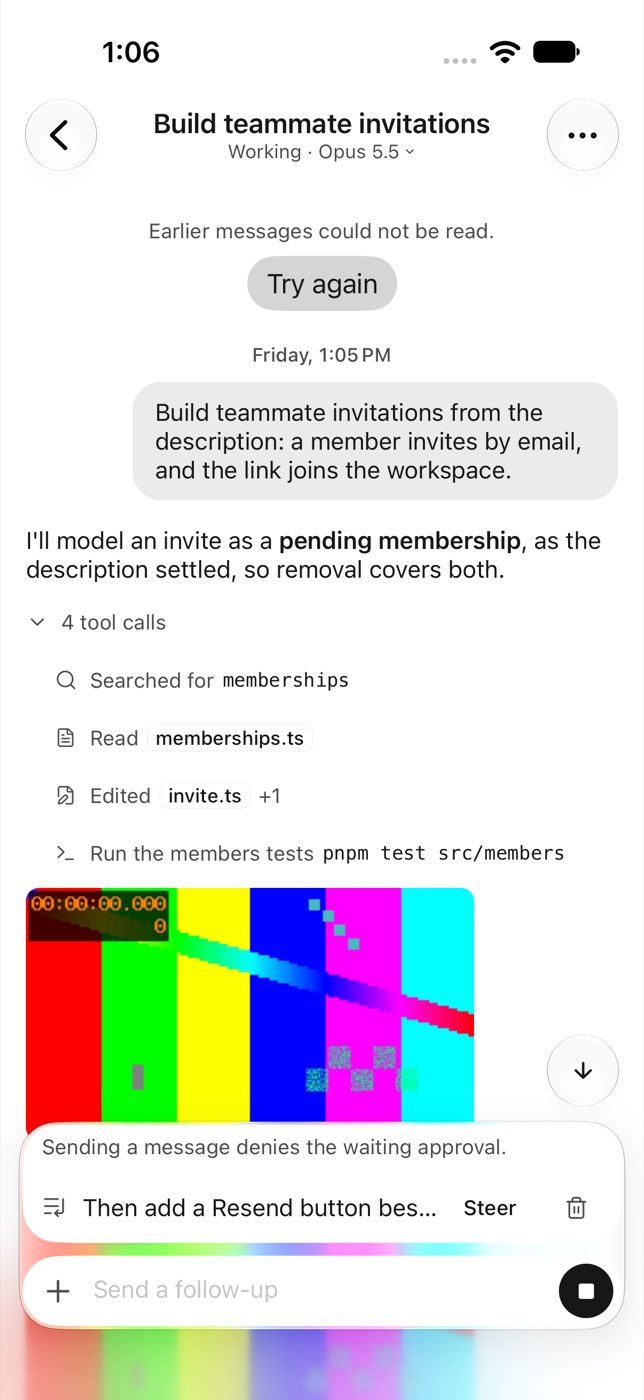 1:06
Build teammate invitations
Working · Opus 5.5
Earlier messages could not be read.
Try again
Friday, 1:05 PM
Build teammate invitations from the
description: a member invites by email,
and the link joins the workspace.
I'll model an invite as a pending membership, as the
description settled, so removal covers both.
4 tool calls
Searched for memberships
Read memberships.ts
Edited invite.ts +1
Run the members tests pnpm test src/members
00:00:00.000
0
Sending a message denies the waiting approval.
Then add a Resend button bes... Steer
Send a follow-up